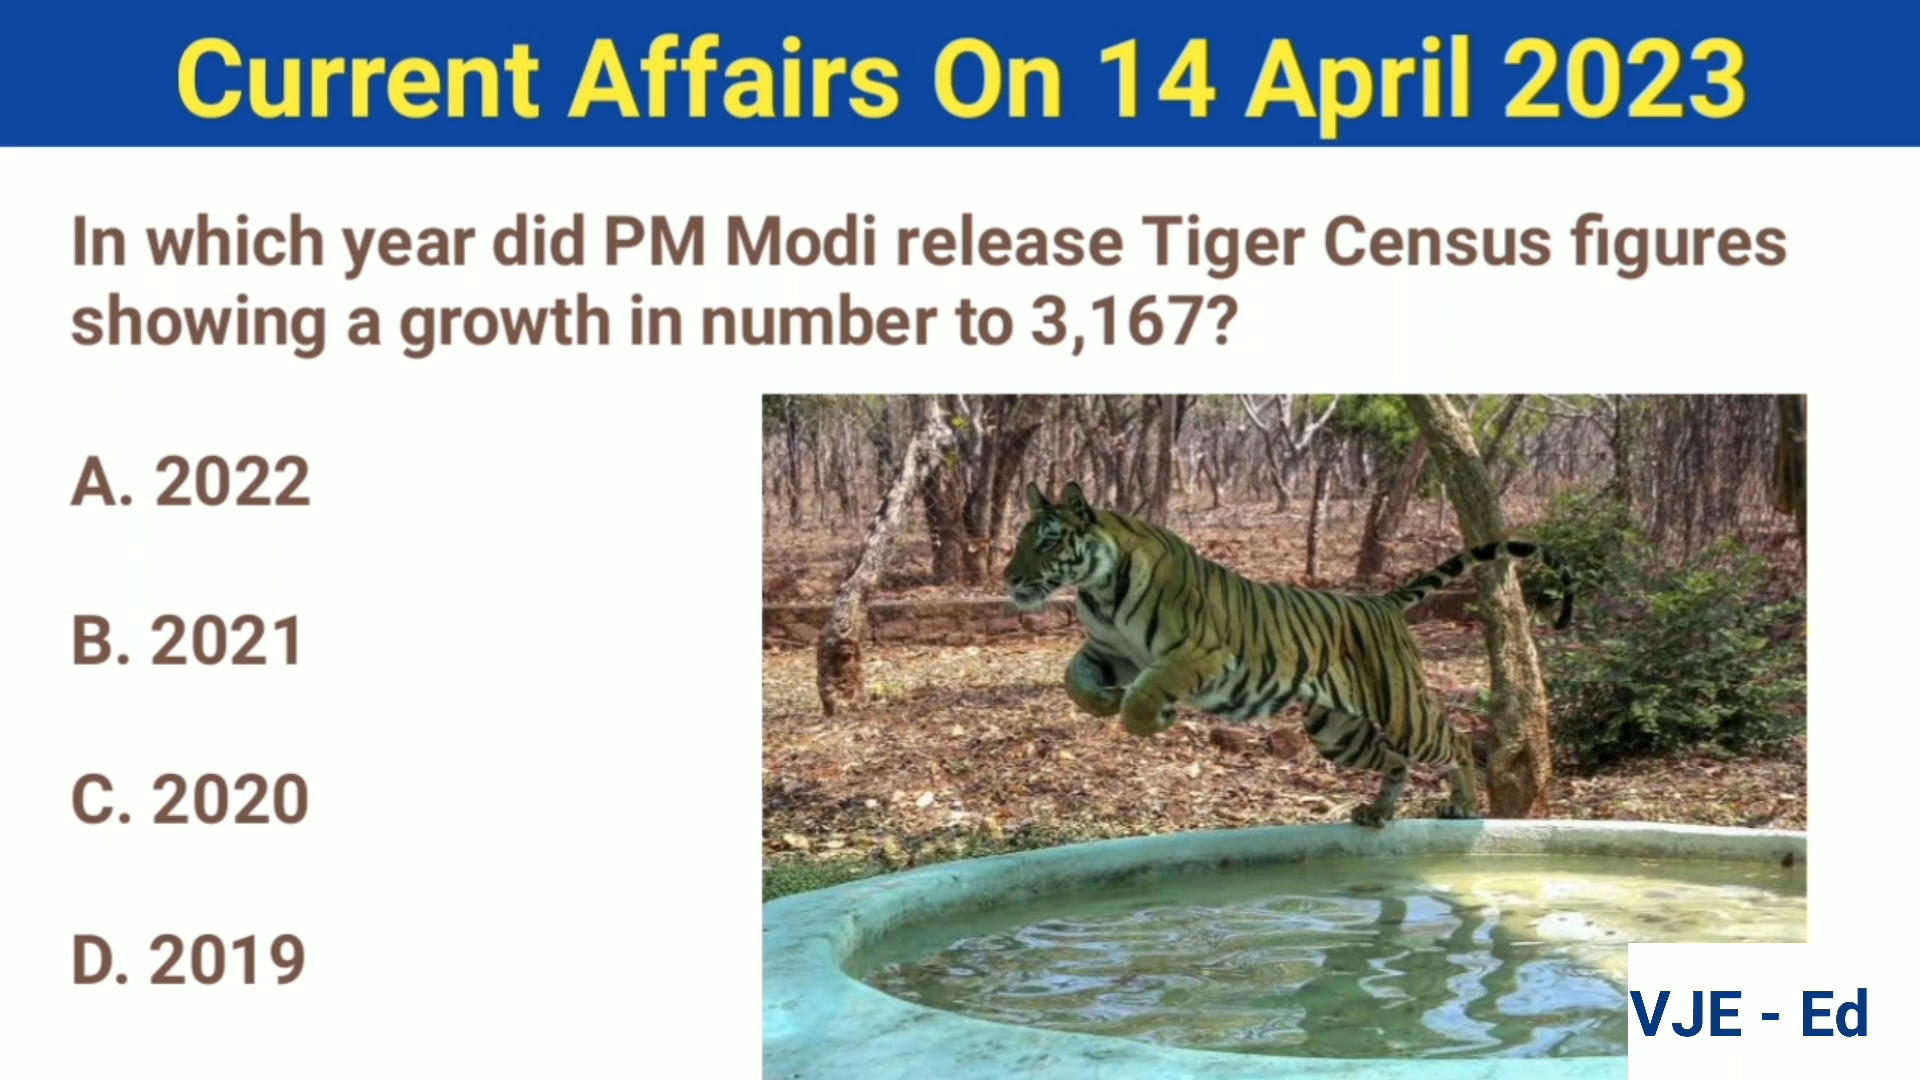 Current Affairs On 14 April 2023
In which year did PM Modi release Tiger Census figures
showing a growth in number to 3,167?
A. 2022
B. 2021
C. 2020
D. 2019
VJE - Ed